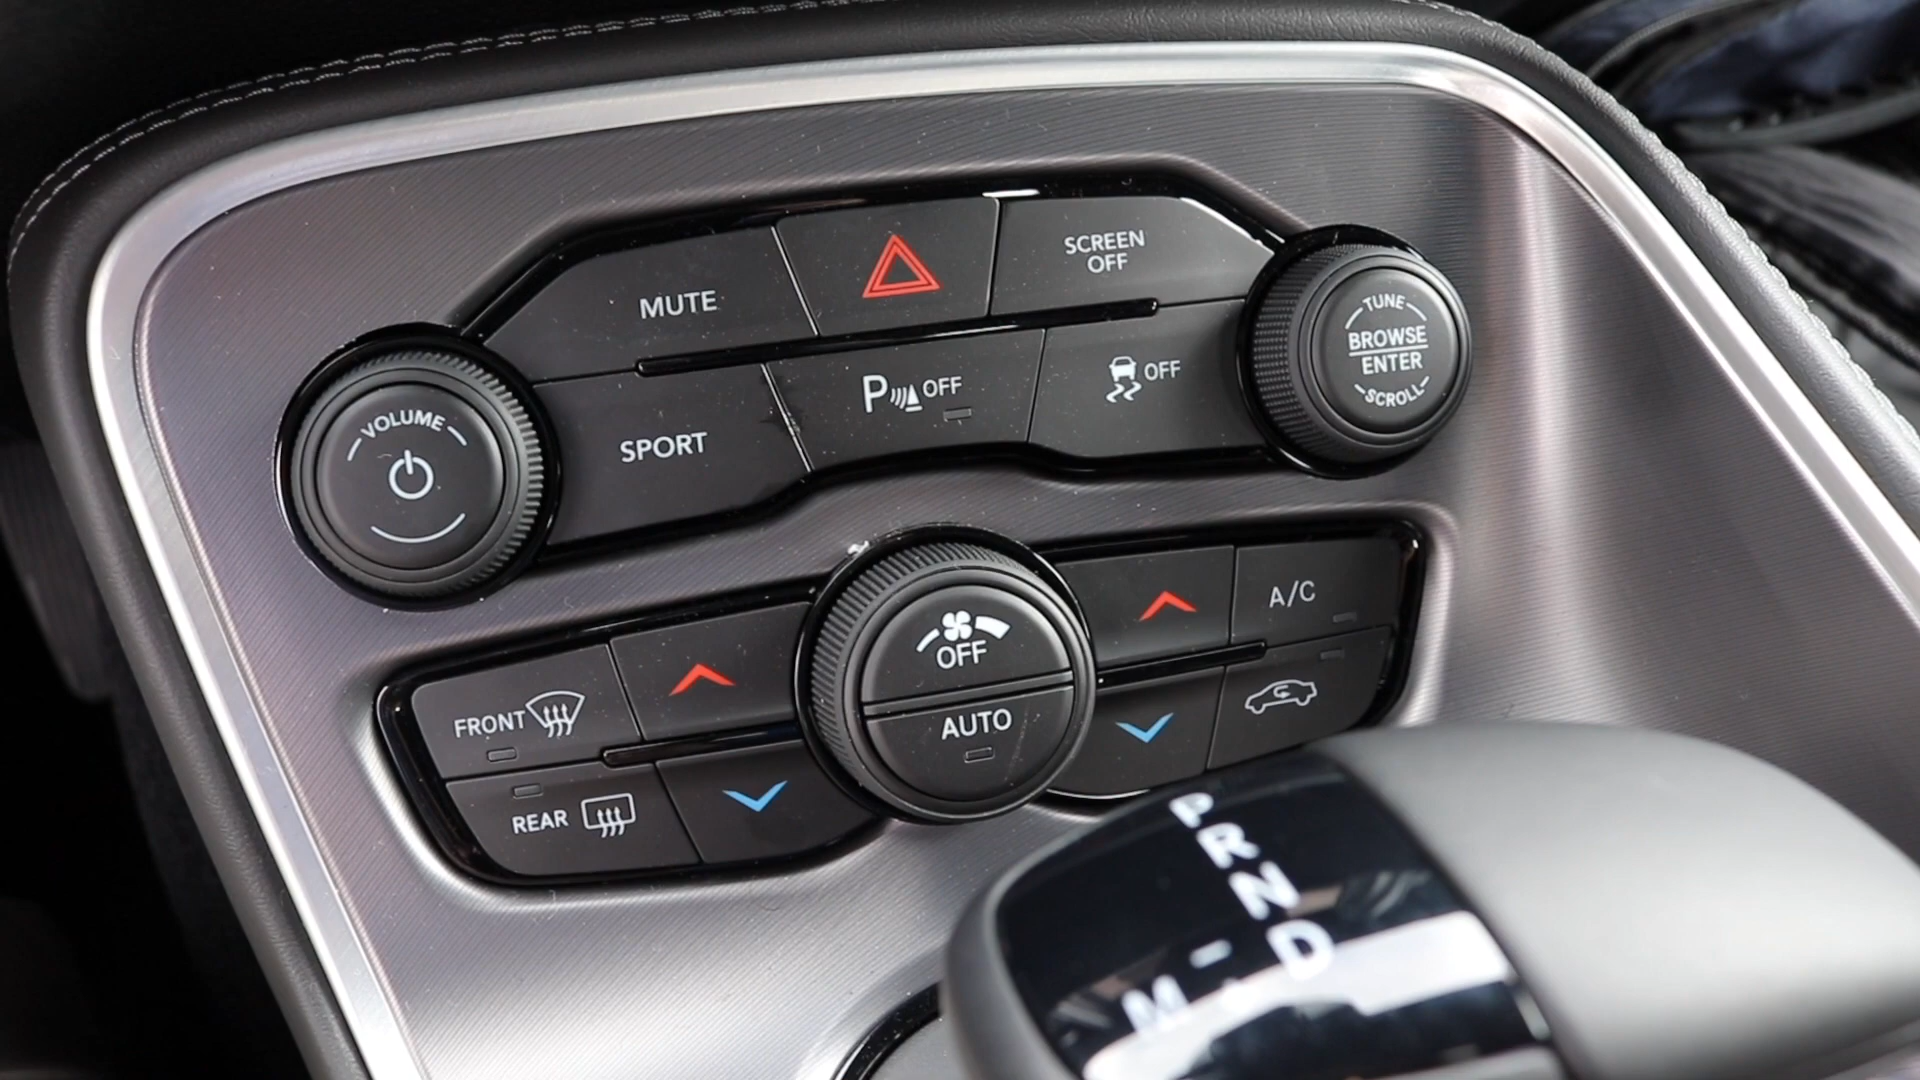 MUTE
SCREEN
OFF
VOLUME
SPORT
P OFF
OFF
TUNE
BROWSE
ENTER
SCROLL
FRONT
REAR
OFF
AUTO
A/C
P
R
N
D
M